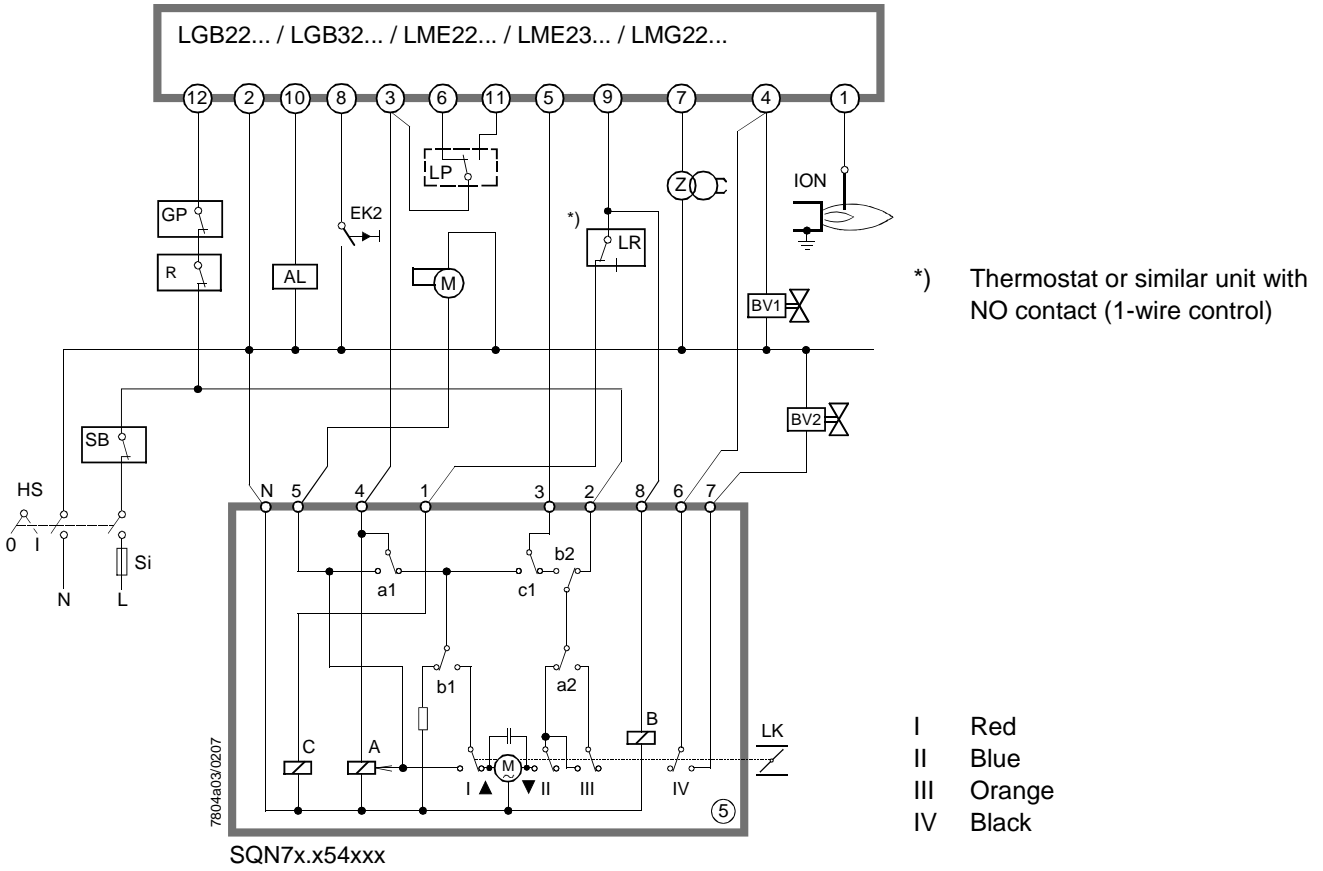 LGB22... / LGB32... / LME22... / LME23... / LMG22...
12 2 10 8 3 6 11 5 9 7 4 1
LP
Z
ION
GP
EK2
*)
LR
R
AL
M
BV1
*) Thermostat or similar unit with
NO contact (1-wire control)
BV2
SB
HS
N 5 4 1 3 2 8 6 7
0 I
Si
b2
a1
c1
N L
b1
a2
B
LK
C A
M
~
I II III IV
5
7804a03/0207
SQN7x.x54xxx
I Red
II Blue
III Orange
IV Black